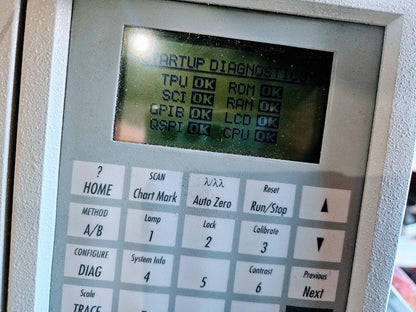 STARTUP DIAGNOSTICS
TPU OK ROM OK
SCI OK RAM OK
GPIB OK LCD OK
QSPI OK CPU OK
? SCAN λ/λλ Reset
HOME Chart Mark Auto Zero Run/Stop ▲
METHOD Lamp Lock Calibrate
A/B 1 2 3 ▼
CONFIGURE System Info Contrast Previous
DIAG 4 5 6 Next
Scale
TRACE